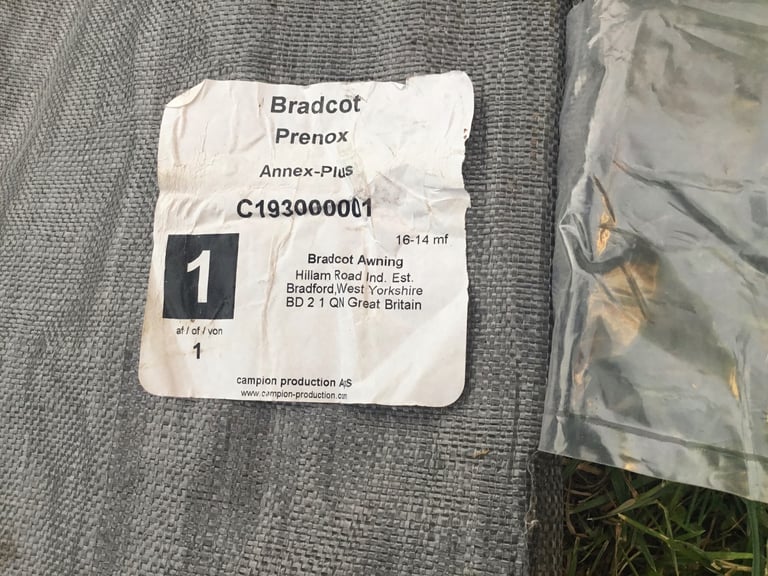 Bradcot
Prenox
Annex-Plus
C193000001
16-14 mf
1
Bradcot Awning
Hillam Road Ind. Est.
Bradford,West Yorkshire
BD 2 1 QN Great Britain
af / of / von
1
campion production A/S
www.campion-production.com